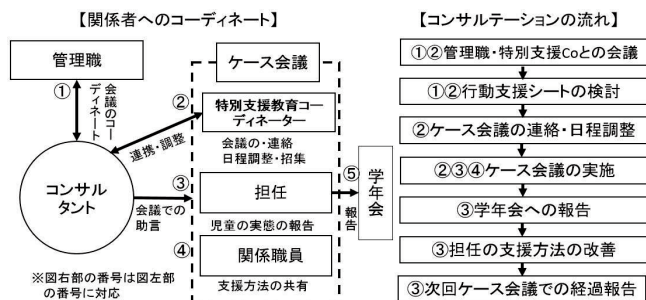 【関係者へのコーディネート】
管理職
①
会議のコー
ディネート
コンサル
タント
※図右部の番号は図左部
の番号に対応
ケース会議
②
連携・調整
特別支援教育コー
ディネーター
会議の・連絡
日程調整・招集
③
会議での
助言
担任
児童の実態の報告
④
関係職員
支援方法の共有
⑤
報告
学年会
【コンサルテーションの流れ】
①②管理職・特別支援Coとの会議
①②行動支援シートの検討
②ケース会議の連絡・日程調整
②③④ケース会議の実施
③学年会への報告
③担任の支援方法の改善
③次回ケース会議での経過報告